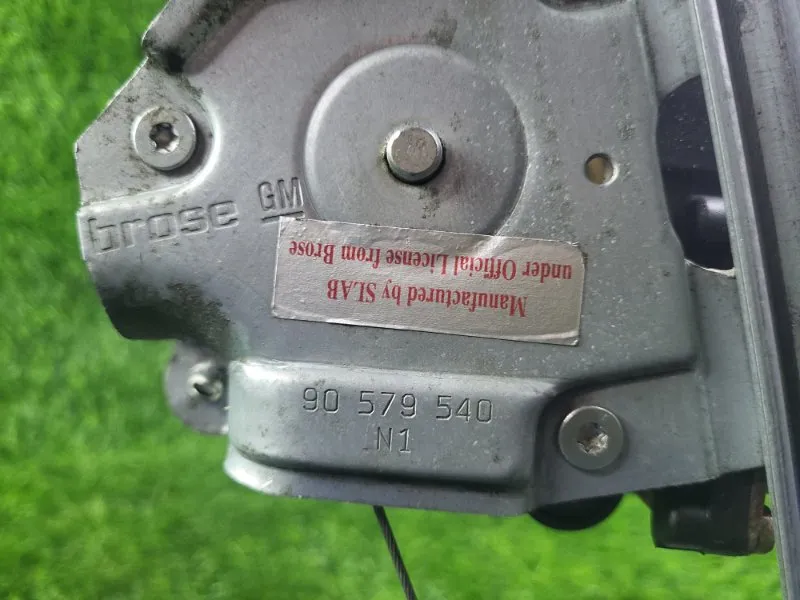 brose GM
Manufactured by SLAB
under Official License from Brose
90 579 540
N1